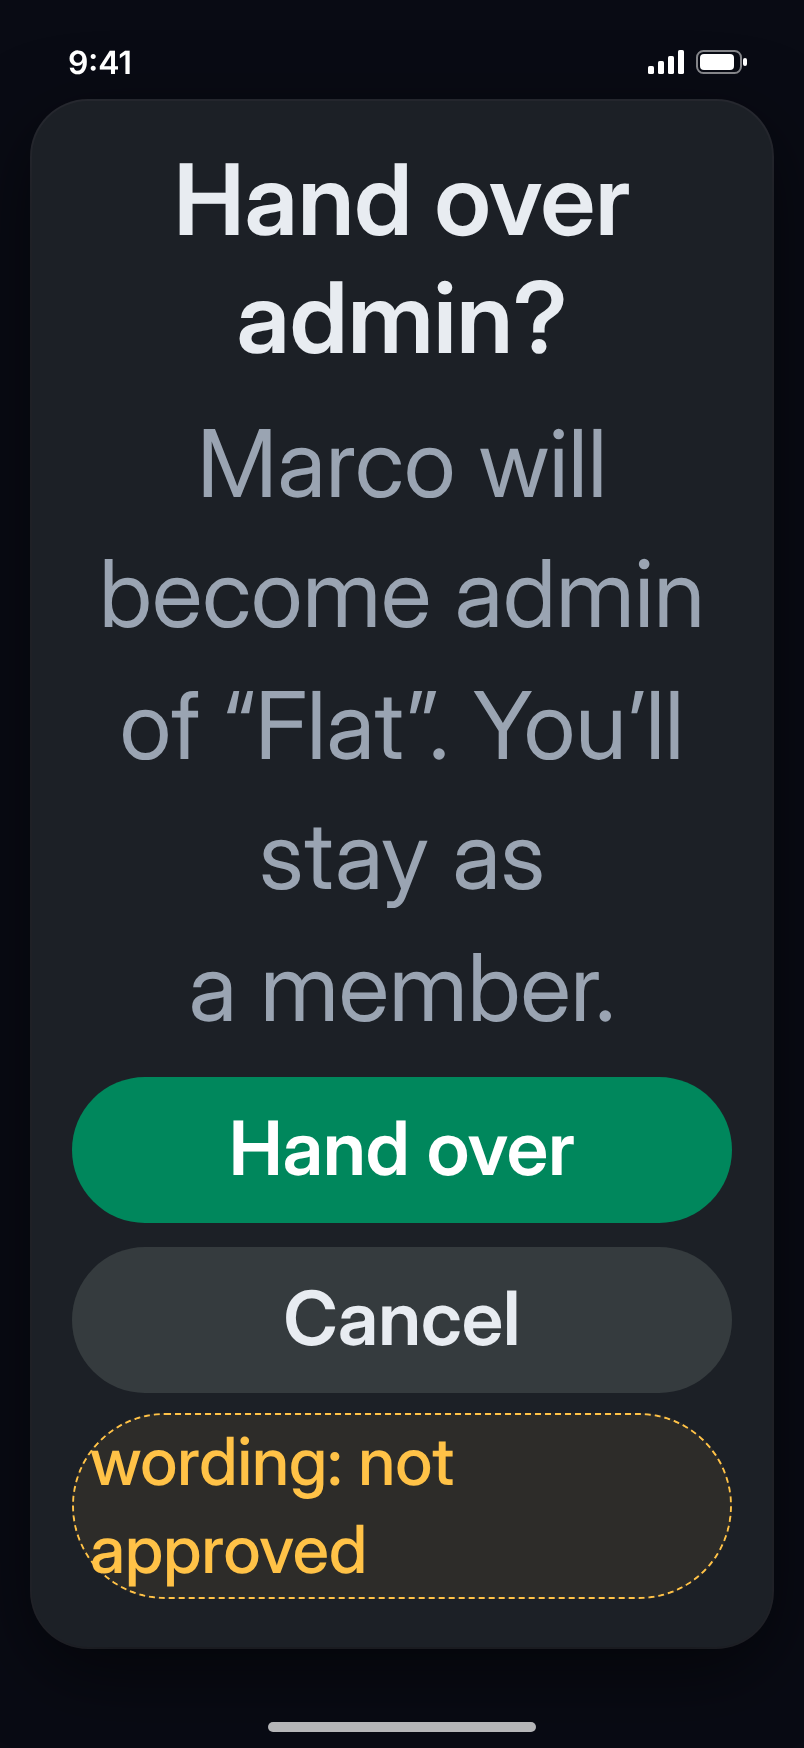 9:41
Hand over
admin?
Marco will
become admin
of “Flat”. You’ll
stay as
a member.
Hand over
Cancel
wording: not
approved